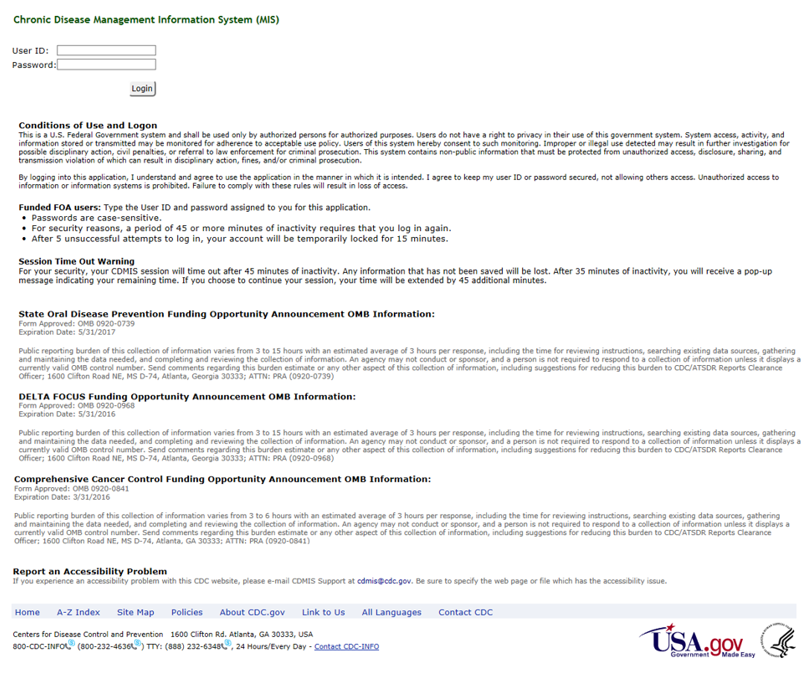 Chronic Disease Management Information System (MIS)
User ID:
Password:
Login
Conditions of Use and Logon
This is a U.S. Federal Government system and shall be used only by authorized persons for authorized purposes. Users do not have a right to privacy in their use of this government system. System access, activity, and
information stored or transmitted may be monitored for adherence to acceptable use policy. Users of this system hereby consent to such monitoring. Improper or illegal use detected may result in further investigation for
possible disciplinary action, civil penalties, or referral to law enforcement for criminal prosecution. This system contains non-public information that must be protected from unauthorized access, disclosure, sharing, and
transmission violation of which can result in disciplinary action, fines, and/or criminal prosecution.
By logging into this application, I understand and agree to use the application in the manner in which it is intended. I agree to keep my user ID or password secured, not allowing others access. Unauthorized access to
information or information systems is prohibited. Failure to comply with these rules will result in loss of access.
Funded FOA users: Type the User ID and password assigned to you for this application.
• Passwords are case-sensitive.
• For security reasons, a period of 45 or more minutes of inactivity requires that you log in again.
• After 5 unsuccessful attempts to log in, your account will be temporarily locked for 15 minutes.
Session Time Out Warning
For your security, your CDMIS session will time out after 45 minutes of inactivity. Any information that has not been saved will be lost. After 35 minutes of inactivity, you will receive a pop-up
message indicating your remaining time. If you choose to continue your session, your time will be extended by 45 additional minutes.
State Oral Disease Prevention Funding Opportunity Announcement OMB Information:
Form Approved: OMB 0920-0739
Expiration Date: 5/31/2017
Public reporting burden of this collection of information varies from 3 to 15 hours with an estimated average of 3 hours per response, including the time for reviewing instructions, searching existing data sources, gathering
and maintaining the data needed, and completing and reviewing the collection of information. An agency may not conduct or sponsor, and a person is not required to respond to a collection of information unless it displays a
currently valid OMB control number. Send comments regarding this burden estimate or any other aspect of this collection of information, including suggestions for reducing this burden to CDC/ATSDR Reports Clearance
Officer; 1600 Clifton Road NE, MS D-74, Atlanta, Georgia 30333; ATTN: PRA (0920-0739)
DELTA FOCUS Funding Opportunity Announcement OMB Information:
Form Approved: OMB 0920-0968
Expiration Date: 5/31/2016
Public reporting burden of this collection of information varies from 3 to 15 hours with an estimated average of 3 hours per response, including the time for reviewing instructions, searching existing data sources, gathering
and maintaining the data needed, and completing and reviewing the collection of information. An agency may not conduct or sponsor, and a person is not required to respond to a collection of information unless it displays a
currently valid OMB control number. Send comments regarding this burden estimate or any other aspect of this collection of information, including suggestions for reducing this burden to CDC/ATSDR Reports Clearance
Officer; 1600 Clifton Road NE, MS D-74, Atlanta, Georgia 30333; ATTN: PRA (0920-0968)
Comprehensive Cancer Control Funding Opportunity Announcement OMB Information:
Form Approved: OMB 0920-0841
Expiration Date: 3/31/2016
Public reporting burden of this collection of information varies from 3 to 6 hours with an estimated average of 3 hours per response, including the time for reviewing instructions, searching existing data sources, gathering
and maintaining the data needed, and completing and reviewing the collection of information. An agency may not conduct or sponsor, and a person is not required to respond to a collection of information unless it displays a
currently valid OMB control number. Send comments regarding this burden estimate or any other aspect of this collection of information, including suggestions for reducing this burden to CDC/ATSDR Reports Clearance
Officer; 1600 Clifton Road NE, MS D-74, Atlanta, GA 30333; ATTN: PRA (0920-0841)
Report an Accessibility Problem
If you experience an accessibility problem with this CDC website, please e-mail CDMIS Support at cdmis@cdc.gov. Be sure to specify the web page or file which has the accessibility issue.
Home A-Z Index Site Map Policies About CDC.gov Link to Us All Languages Contact CDC
Centers for Disease Control and Prevention 1600 Clifton Rd. Atlanta, GA 30333, USA
800-CDC-INFO (800-232-4636) TTY: (888) 232-6348, 24 Hours/Every Day - Contact CDC-INFO
USA.gov
Government Made Easy